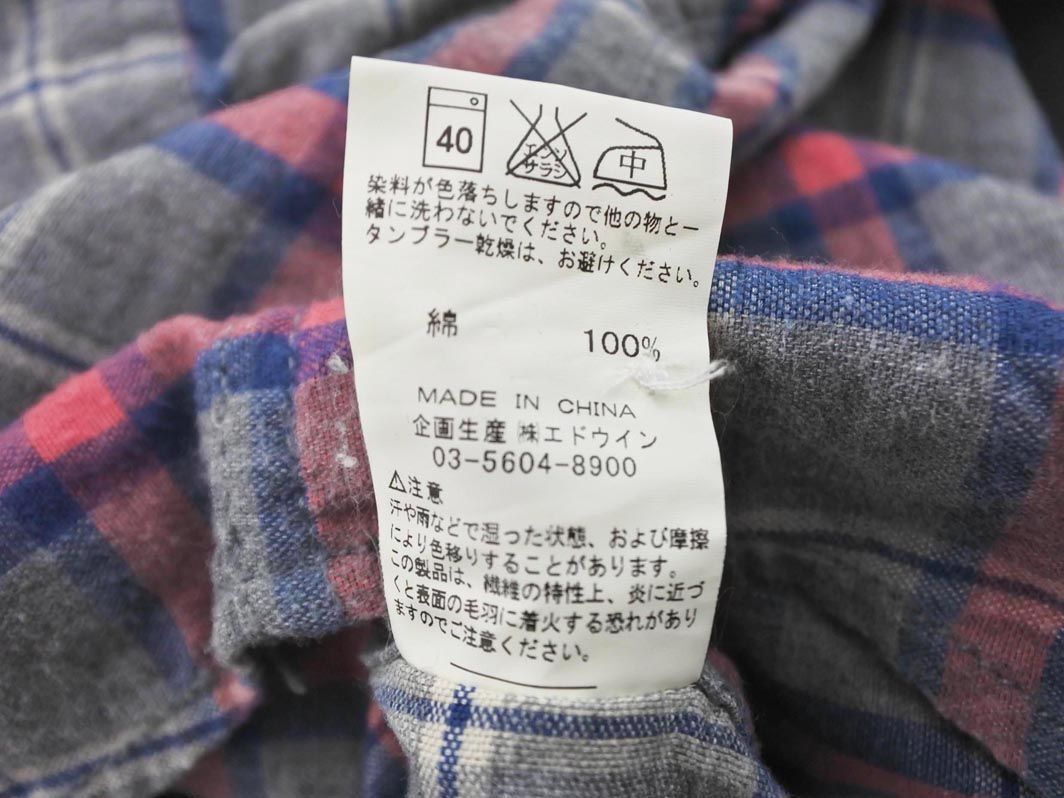 40
エンソ
サラシ
中
染料が色落ちしますので他の物と一
緒に洗わないでください。
タンブラー乾燥は、お避けください。
綿 100%
MADE IN CHINA
企画生産 ㈱エドウイン
03-5604-8900
⚠注意
汗や雨などで湿った状態、および摩擦
により色移りすることがあります。
この製品は、繊維の特性上、炎に近づ
くと表面の毛羽に着火する恐れがあり
ますのでご注意ください。